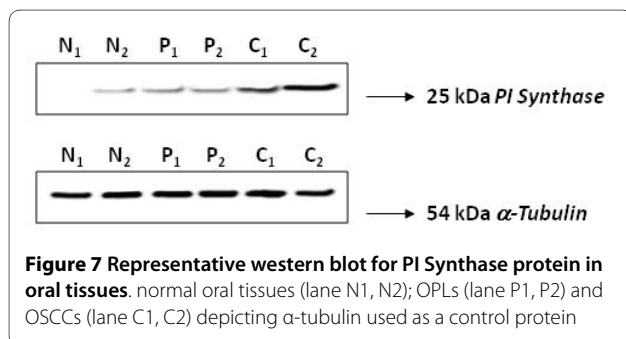 N₁ N₂ P₁ P₂ C₁ C₂
25 kDa PI Synthase
N₁ N₂ P₁ P₂ C₁ C₂
54 kDa α-Tubulin
Figure 7 Representative western blot for PI Synthase protein in
oral tissues. normal oral tissues (lane N1, N2); OPLs (lane P1, P2) and
OSCCs (lane C1, C2) depicting α-tubulin used as a control protein